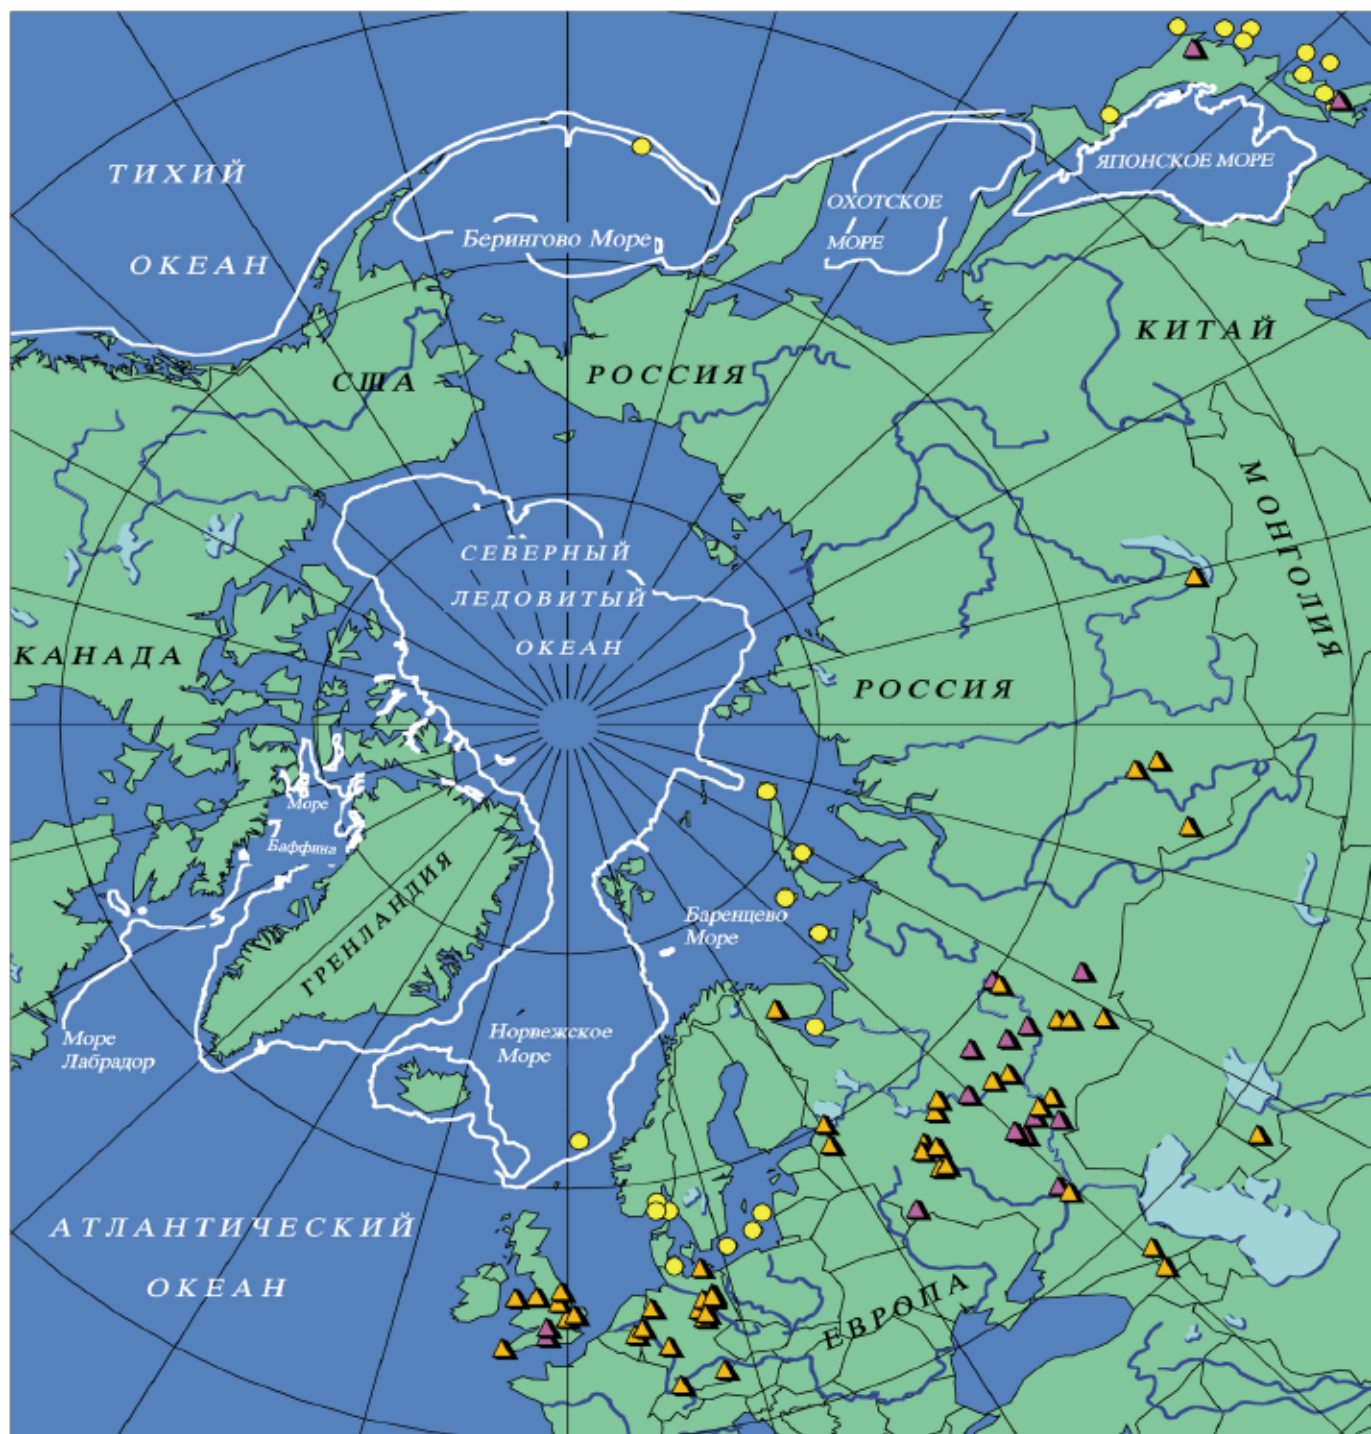 ТИХИЙ
ОКЕАН
Берингово Море
ОХОТСКОЕ
МОРЕ
ЯПОНСКОЕ МОРЕ
КИТАЙ
США
РОССИЯ
МОНГОЛИЯ
СЕВЕРНЫЙ
ЛЕДОВИТЫЙ
ОКЕАН
КАНАДА
РОССИЯ
Море
Баффина
ГРЕНЛАНДИЯ
Баренцево
Море
Море
Лабрадор
Норвежское
Море
АТЛАНТИЧЕСКИЙ
ОКЕАН
ЕВРОПА